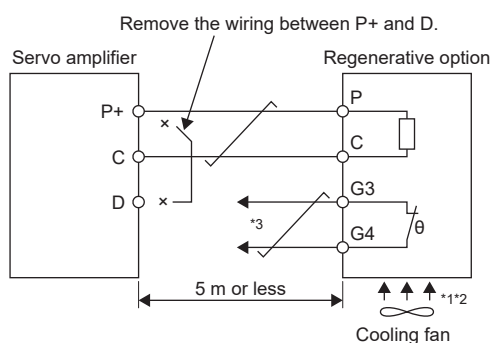 Remove the wiring between P+ and D.
Servo amplifier
Regenerative option
P+
P
×
C
C
D
×
G3
*3
G4
θ
5 m or less
*1*2
Cooling fan